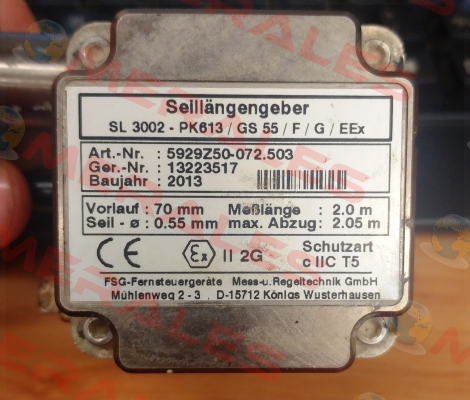 Seillängengeber
SL 3002 - PK613 / GS 55 / F / G / EEx
Art.-Nr. : 5929Z50-072.503
Ger.-Nr. : 13223517
Baujahr : 2013
Vorlauf : 70 mm Meßlänge : 2.0 m
Seil - ø : 0.55 mm max. Abzug : 2.05 m
CE Ex II 2G Schutzart
c IIC T5
FSG-Fernsteuergeräte Mess-u.Regeltechnik GmbH
Mühlenweg 2 - 3 . D-15712 Königs Wusterhausen
MERALES